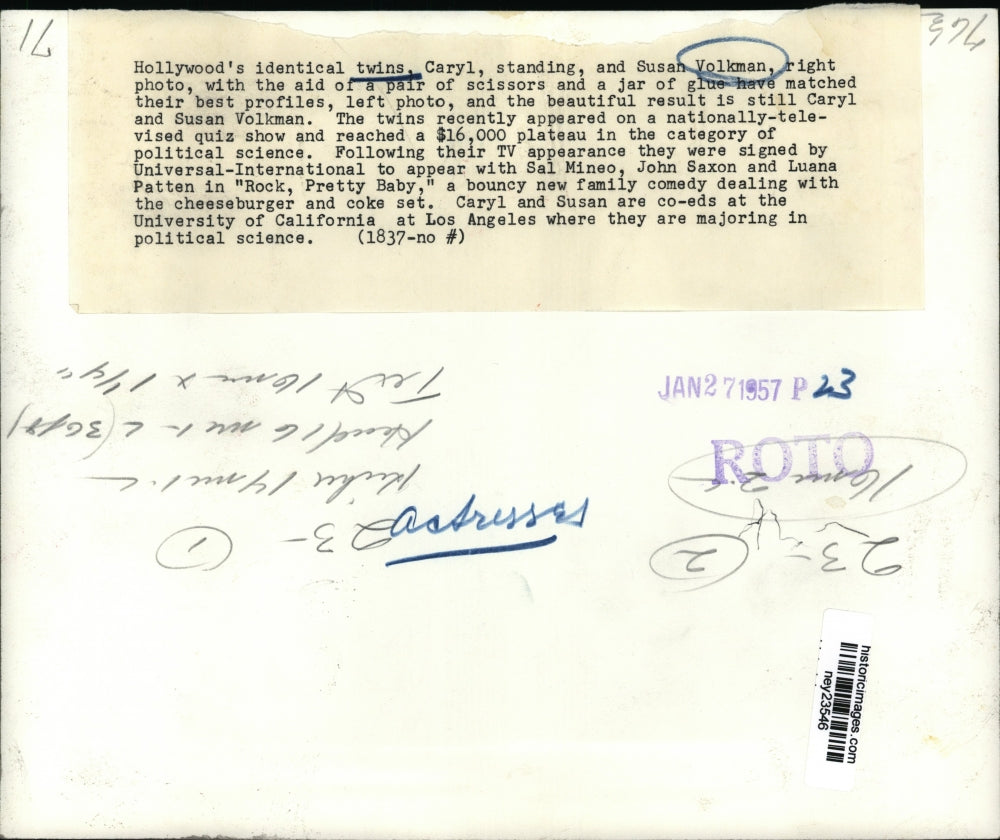 71
763
Hollywood's identical twins, Caryl, standing, and Susan Volkman, right
photo, with the aid of a pair of scissors and a jar of glue have matched
their best profiles, left photo, and the beautiful result is still Caryl
and Susan Volkman.  The twins recently appeared on a nationally-tele-
vised quiz show and reached a $16,000 plateau in the category of
political science.  Following their TV appearance they were signed by
Universal-International to appear with Sal Mineo, John Saxon and Luana
Patten in "Rock, Pretty Baby," a bouncy new family comedy dealing with
the cheeseburger and coke set.  Caryl and Susan are co-eds at the
University of California at Los Angeles where they are majoring in
political science.    (1837-no #)
JAN 27 1957 P 23
ROTO
Actresses
23-
1
23-
2
historicimages.com
ney23546